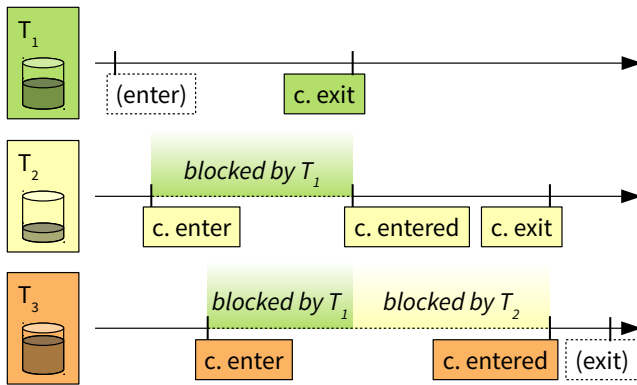 T1
(enter)
c. exit
T2
blocked by T1
c. enter
c. entered
c. exit
T3
blocked by T1
blocked by T2
c. enter
c. entered
(exit)